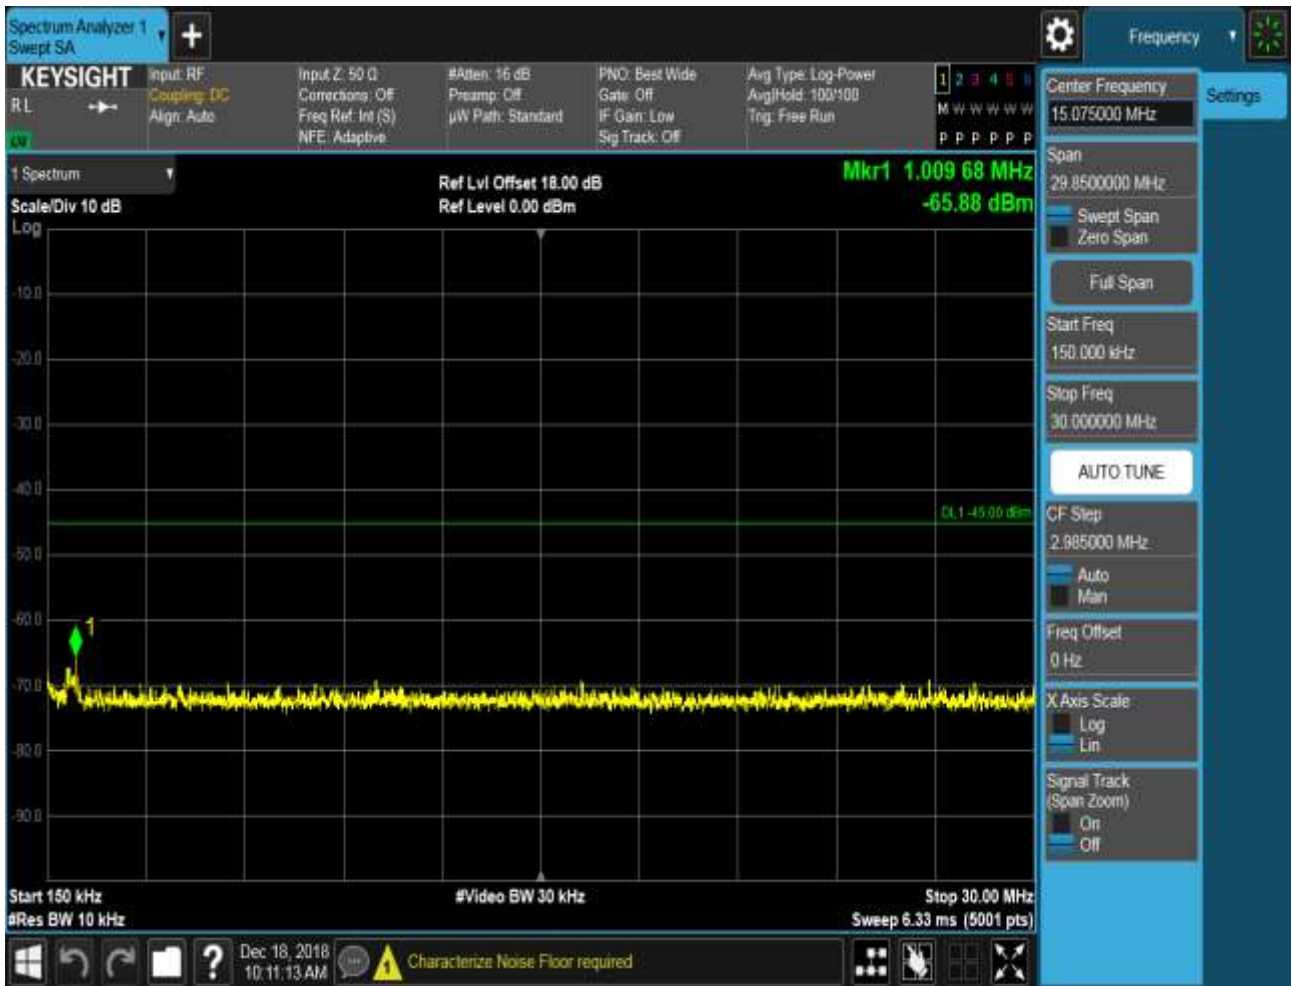 Spectrum Analyzer 1
Swept SA
+
Frequency
KEYSIGHT
RL
LXI
Input: RF
Coupling: DC
Align: Auto
Input Z: 50 Ω
Corrections: Off
Freq Ref: Int (S)
NFE: Adaptive
#Atten: 16 dB
Preamp: Off
µW Path: Standard
PNO: Best Wide
Gate: Off
IF Gain: Low
Sig Track: Off
Avg Type: Log-Power
Avg|Hold: 100/100
Trig: Free Run
1 2 3 4 5 6
M W W W W W
P P P P P P
1 Spectrum
Scale/Div 10 dB
Log
Ref Lvl Offset 18.00 dB
Ref Level 0.00 dBm
Mkr1 1.009 68 MHz
-65.88 dBm
-10.0
-20.0
-30.0
-40.0
DL1 -45.00 dBm
-50.0
-60.0
1
-70.0
-80.0
-90.0
Start 150 kHz
#Video BW 30 kHz
Stop 30.00 MHz
#Res BW 10 kHz
Sweep 6.33 ms (5001 pts)
Center Frequency
15.075000 MHz
Settings
Span
29.8500000 MHz
Swept Span
Zero Span
Full Span
Start Freq
150.000 kHz
Stop Freq
30.000000 MHz
AUTO TUNE
CF Step
2.985000 MHz
Auto
Man
Freq Offset
0 Hz
X Axis Scale
Log
Lin
Signal Track
(Span Zoom)
On
Off
?
Dec 18, 2018
10:11:13 AM
1
Characterize Noise Floor required